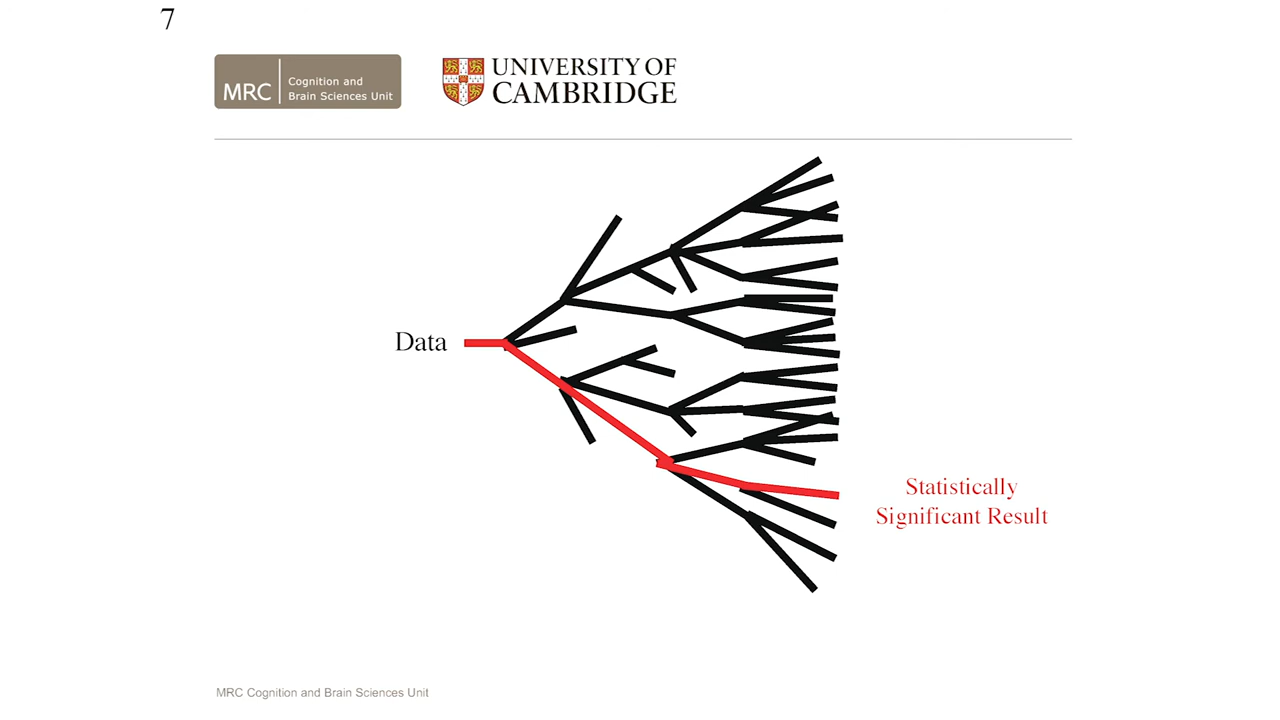 7
MRC
Cognition and
Brain Sciences Unit
UNIVERSITY OF
CAMBRIDGE
Data
Statistically
Significant Result
MRC Cognition and Brain Sciences Unit